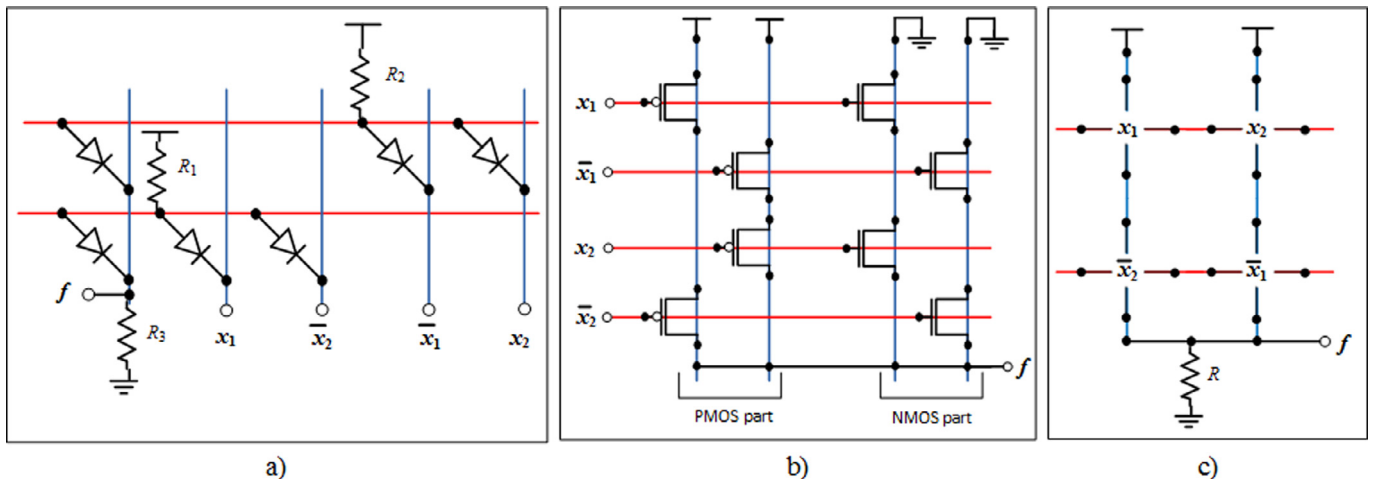 R₂
R₁
f
R₃
x₁
x̄₂
x̄₁
x₂
a)
x₁
x̄₁
x₂
x̄₂
f
PMOS part
NMOS part
b)
x₁ x₂
x̄₂ x̄₁
f
R
c)